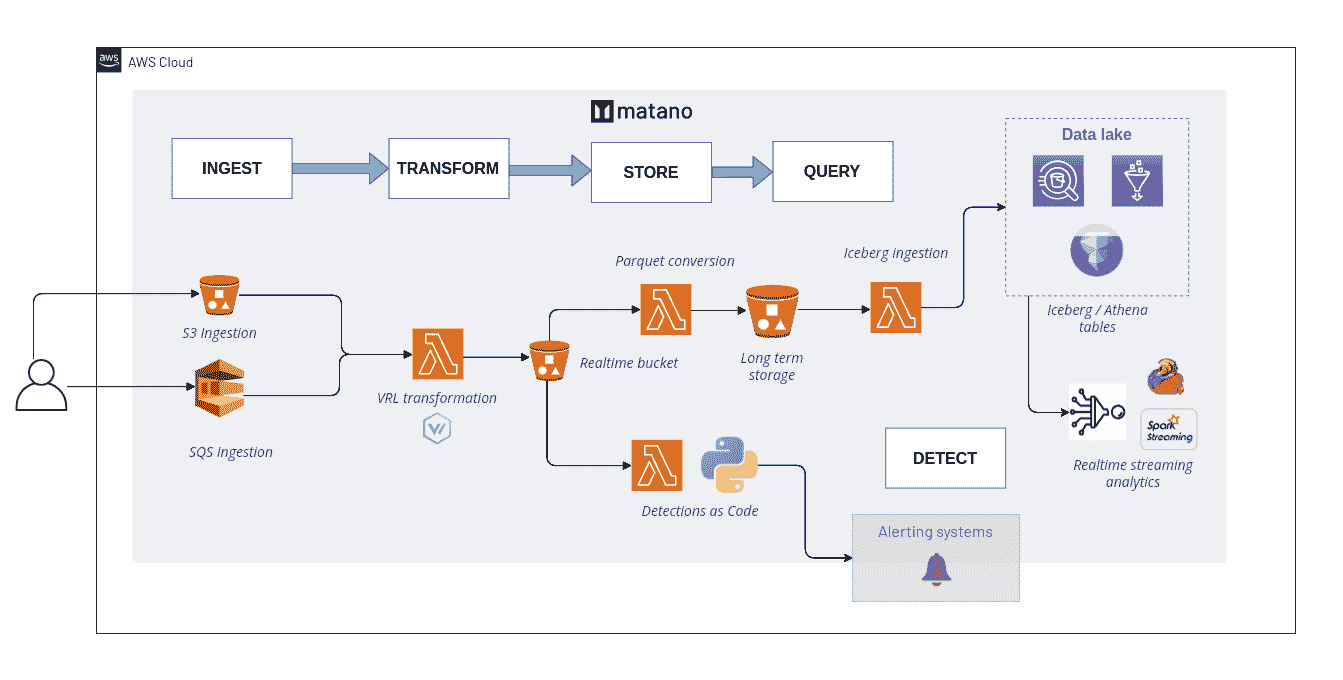 aws
AWS Cloud
matano
Data lake
INGEST
TRANSFORM
STORE
QUERY
Parquet conversion
Iceberg ingestion
S3 Ingestion
Realtime bucket
Long term
storage
Iceberg / Athena
tables
VRL transformation
SQS Ingestion
Spark
Streaming
DETECT
Realtime streaming
analytics
Detections as Code
Alerting systems